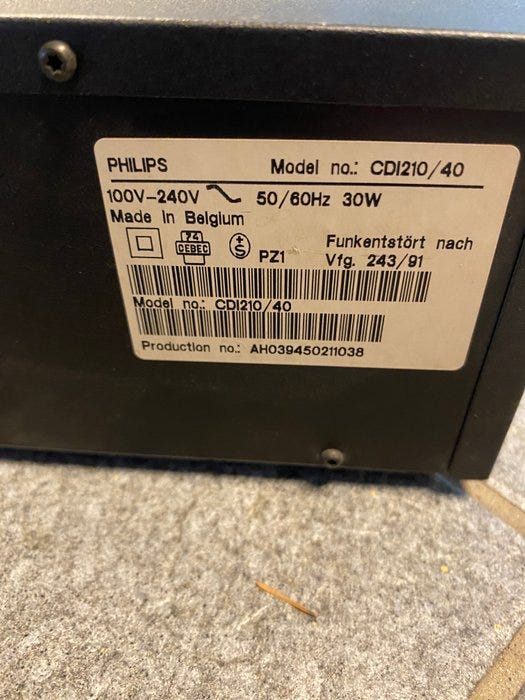 PHILIPS Model no.: CDI210/40
100V-240V 50/60Hz 30W
Made in Belgium
74
CEBEC
+S
PZ1
Funkentstört nach
Vfg. 243/91
Model no.: CDI210/40
Production no.: AH039450211038